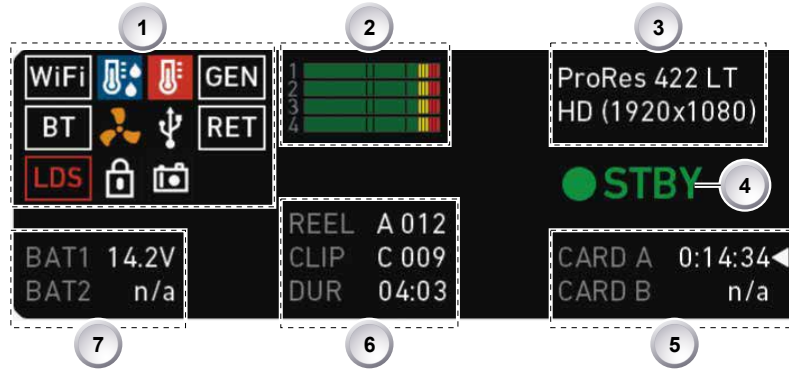 1
2
3
WiFi
GEN
BT
RET
LDS
1
2
3
4
ProRes 422 LT
HD (1920x1080)
STBY
4
BAT1 14.2V
BAT2 n/a
REEL A 012
CLIP C 009
DUR 04:03
CARD A 0:14:34
CARD B n/a
7
6
5